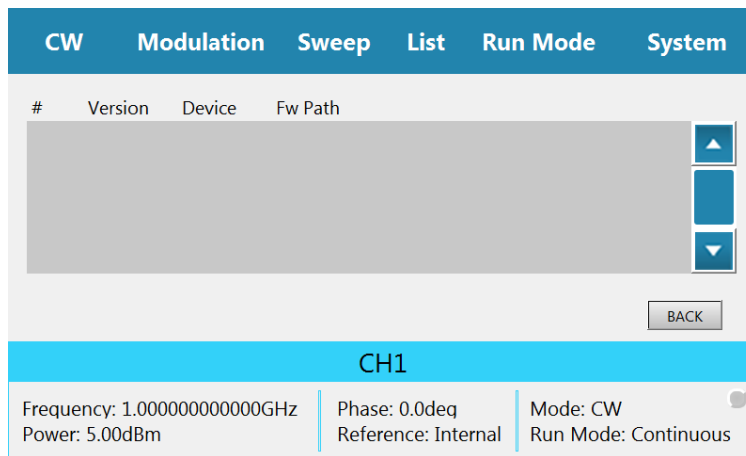 CW Modulation Sweep List Run Mode System
# Version Device Fw Path
BACK
CH1
Frequency: 1.000000000000GHz Phase: 0.0deg Mode: CW
Power: 5.00dBm Reference: Internal Run Mode: Continuous